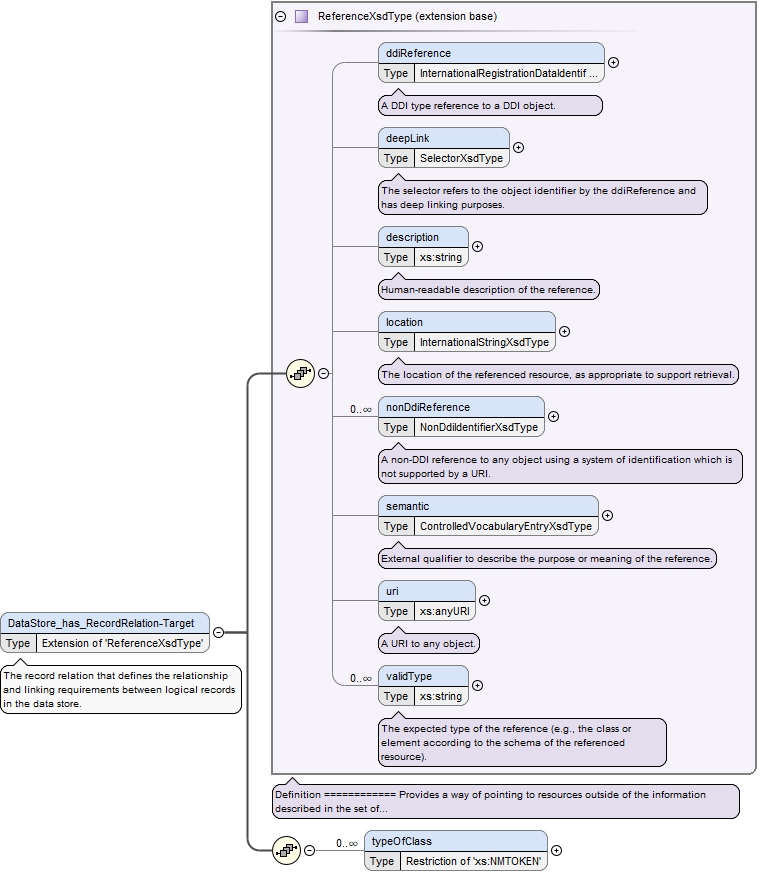 ReferenceXsdType (extension base)
ddiReference
Type InternationalRegistrationDataIdentif ...
A DDI type reference to a DDI object.
deepLink
Type SelectorXsdType
The selector refers to the object identifier by the ddiReference and
has deep linking purposes.
description
Type xs:string
Human-readable description of the reference.
location
Type InternationalStringXsdType
The location of the referenced resource, as appropriate to support retrieval.
0..∞ nonDdiReference
Type NonDdiIdentifierXsdType
A non-DDI reference to any object using a system of identification which is
not supported by a URI.
semantic
Type ControlledVocabularyEntryXsdType
External qualifier to describe the purpose or meaning of the reference.
uri
Type xs:anyURI
A URI to any object.
DataStore_has_RecordRelation-Target
Type Extension of 'ReferenceXsdType'
The record relation that defines the relationship
and linking requirements between logical records
in the data store.
0..∞ validType
Type xs:string
The expected type of the reference (e.g., the class or
element according to the schema of the referenced
resource).
Definition ============ Provides a way of pointing to resources outside of the information
described in the set of...
0..∞ typeOfClass
Type Restriction of 'xs:NMTOKEN'